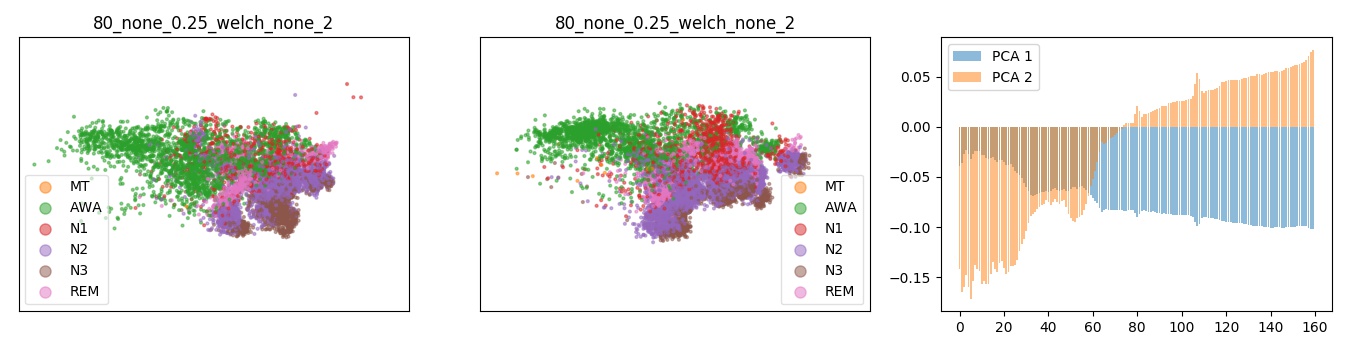 80_none_0.25_welch_none_2
MT
AWA
N1
N2
N3
REM
80_none_0.25_welch_none_2
MT
AWA
N1
N2
N3
REM
PCA 1
PCA 2
0.05
0.00
−0.05
−0.10
−0.15
0 20 40 60 80 100 120 140 160